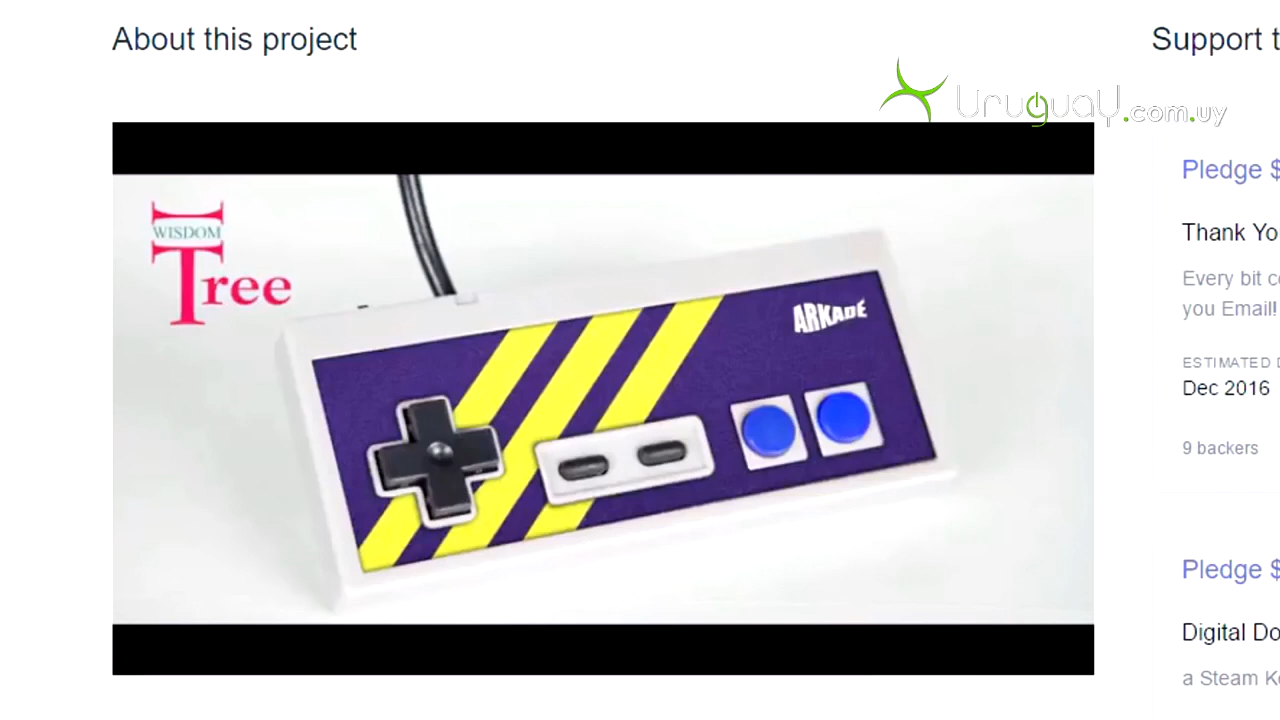 About this project
Support t
Uruguay.com.uy
WISDOM
Tree
ARKADE
Pledge $
Thank Yo
Every bit c
you Email!
ESTIMATED D
Dec 2016
9 backers
Pledge $
Digital Do
a Steam Ke